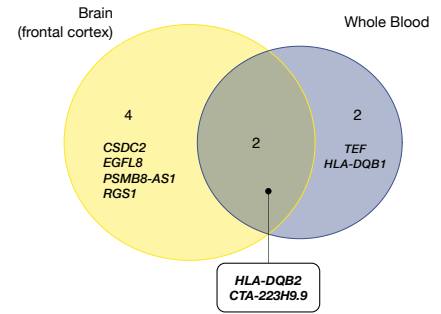 Brain
(frontal cortex)
Whole Blood
4
CSDC2
EGFL8
PSMB8-AS1
RGS1
2
2
TEF
HLA-DQB1
HLA-DQB2
CTA-223H9.9